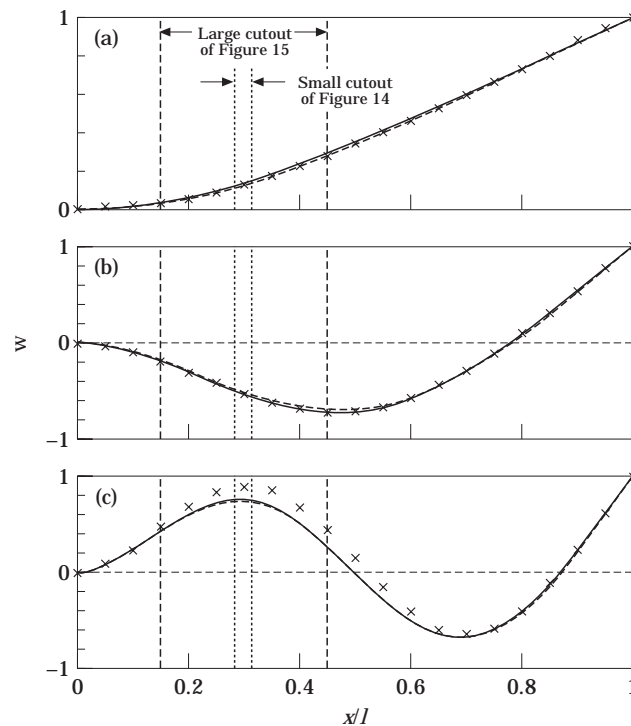 1
(a)
Large cutout
of Figure 15
Small cutout
of Figure 14
0
1
(b)
0
−1
w
1
(c)
0
−1
0
0.2
0.4
0.6
0.8
1
x/l